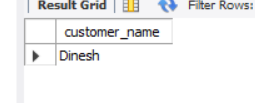 Result Grid | Filter Rows:
customer_name
Dinesh